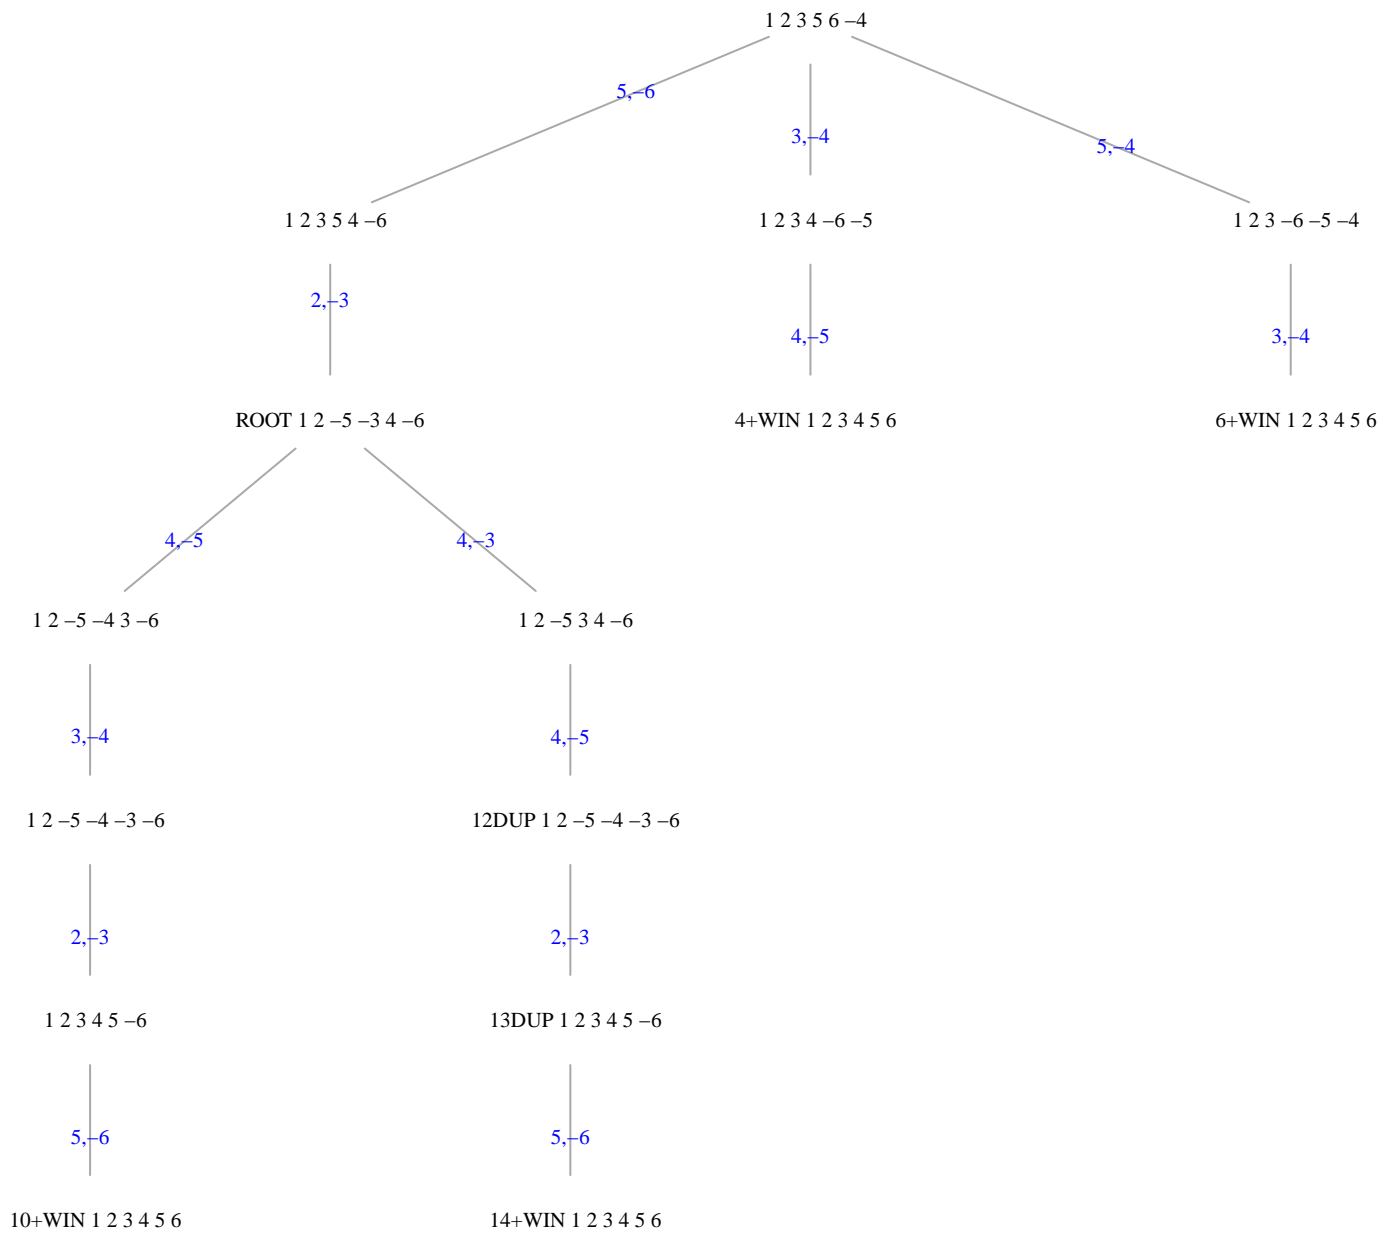 1 2 3 5 6 –4
5,–6
3,–4
5,–4
1 2 3 5 4 –6
1 2 3 4 –6 –5
1 2 3 –6 –5 –4
2,–3
4,–5
3,–4
ROOT 1 2 –5 –3 4 –6
4+WIN 1 2 3 4 5 6
6+WIN 1 2 3 4 5 6
4,–5
4,–3
1 2 –5 –4 3 –6
1 2 –5 3 4 –6
3,–4
4,–5
1 2 –5 –4 –3 –6
12DUP 1 2 –5 –4 –3 –6
2,–3
2,–3
1 2 3 4 5 –6
13DUP 1 2 3 4 5 –6
5,–6
5,–6
10+WIN 1 2 3 4 5 6
14+WIN 1 2 3 4 5 6